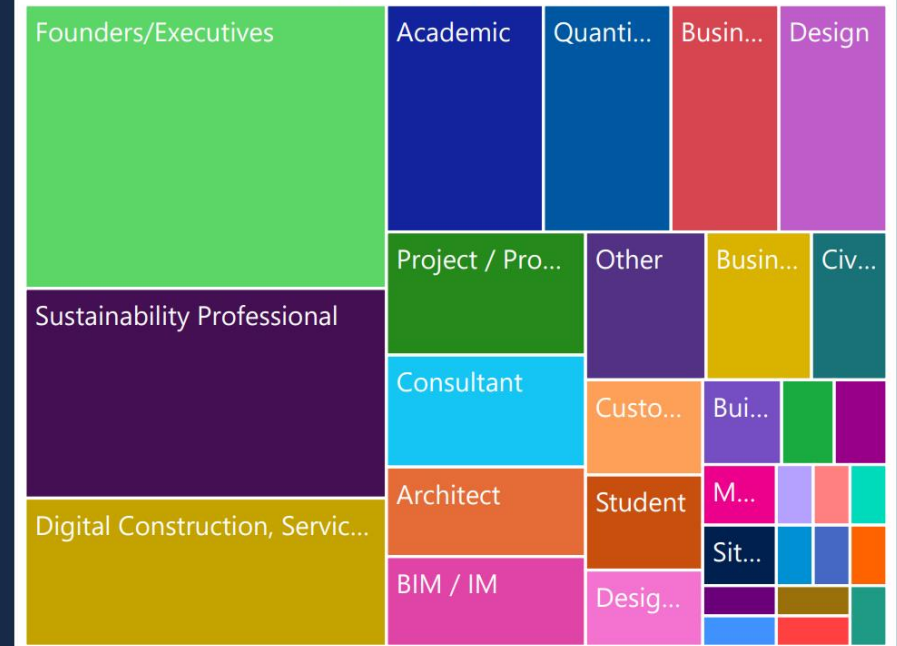 Founders/Executives
Sustainability Professional
Digital Construction, Servic...
Academic
Quanti...
Busin...
Design
Project / Pro...
Consultant
Architect
BIM / IM
Other
Busin...
Civ...
Custo...
Student
Desig...
Bui...
M...
Sit...